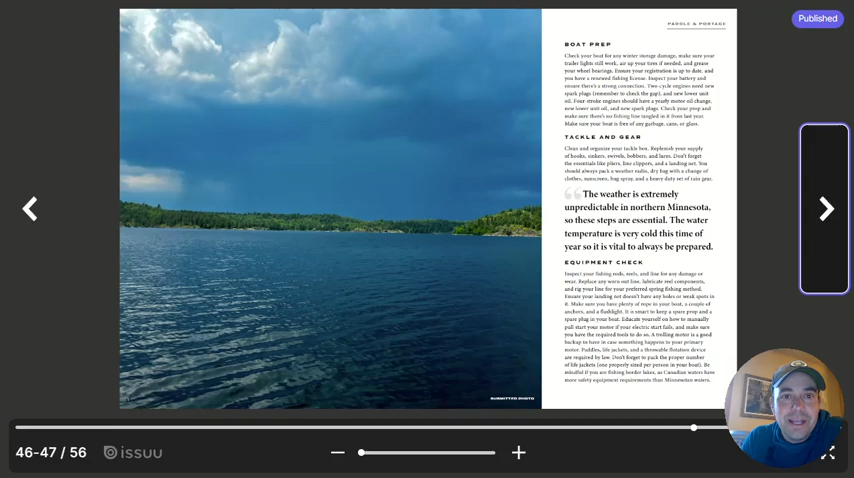 Published
PADDLE & PORTAGE
BOAT PREP
Check your boat for any winter storage damage, make sure your
trailer lights still work, air up your tires if needed, and grease
your wheel bearings. Ensure your registration is up to date, and
you have a renewed fishing license. Inspect your battery and
ensure there's a strong connection. Two-cycle engines need new
spark plugs (remember to check the gap), and new lower unit
oil. Four-stroke engines should have a yearly motor oil change,
new lower unit oil, and new spark plugs. Check your prop and
make sure there's no fishing line tangled in it from last year.
Make sure your boat is free of any garbage, cans, or glass.
TACKLE AND GEAR
Clean and organize your tackle box. Replenish your supply
of hooks, sinkers, swivels, bobbers, and lures. Don't forget
the essentials like pliers, line clippers, and a landing net. You
should always pack a weather radio, dry bag with a change of
clothes, sunscreen, bug spray, and a heavy-duty set of rain gear.
“ The weather is extremely
unpredictable in northern Minnesota,
so these steps are essential. The water
temperature is very cold this time of
year so it is vital to always be prepared.
EQUIPMENT CHECK
Inspect your fishing rods, reels, and line for any damage or
wear. Replace any worn out line, lubricate reel components,
and rig your line for your preferred spring fishing method.
Ensure your landing net doesn't have any holes or weak spots in
it. Make sure you have plenty of rope in your boat, a couple of
anchors, and a flashlight. It is smart to keep a spare prop and a
spare plug in your boat. Educate yourself on how to manually
pull start your motor if your electric start fails, and make sure
you have the required tools to do so. A trolling motor is a good
backup to have in case something happens to your primary
motor. Paddles, life jackets, and a throwable flotation device
are required by law. Don't forget to pack the proper number
of life jackets (one properly sized per person in your boat). Be
mindful if you are fishing border lakes, as Canadian waters have
more safety equipment requirements than Minnesotan waters.
SUBMITTED PHOTO
46-47 / 56
issuu